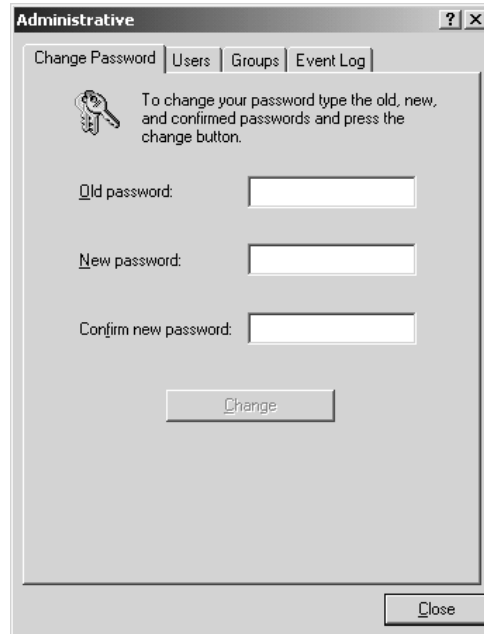 Administrative
Change Password Users Groups Event Log
To change your password type the old, new,
and confirmed passwords and press the
change button.
Old password:
New password:
Confirm new password:
Change
Close